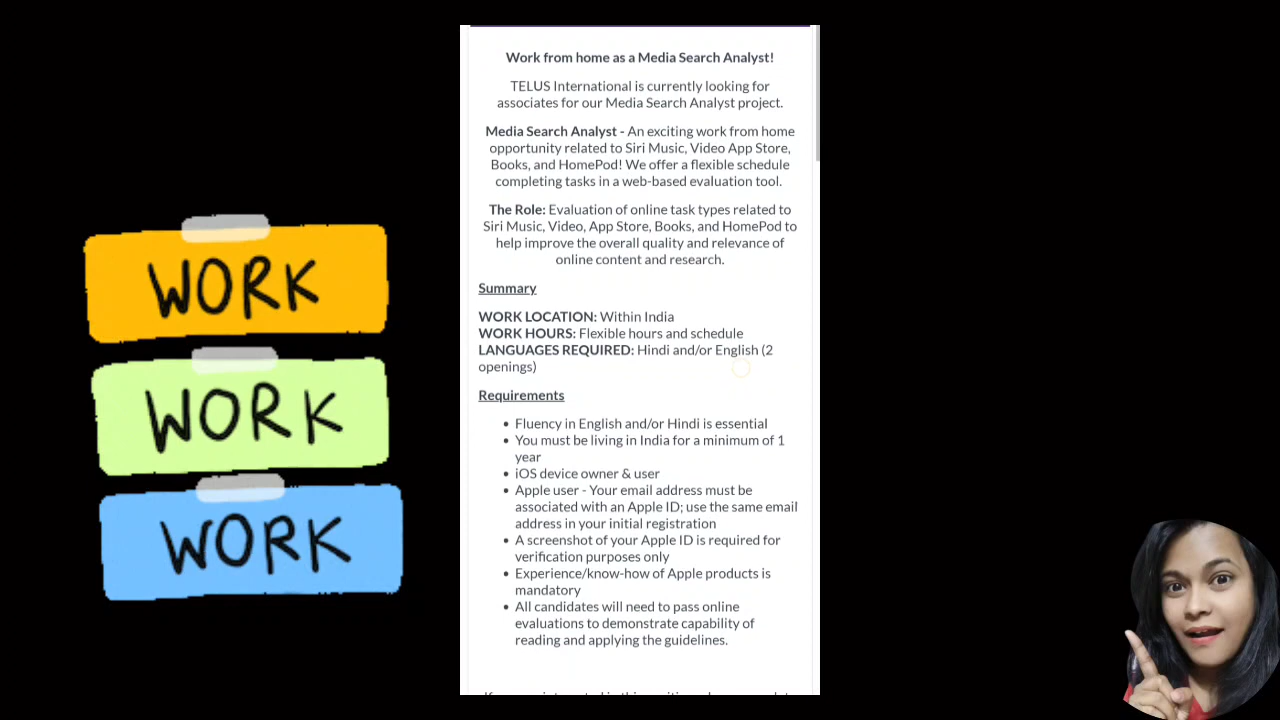 Work from home as a Media Search Analyst!
TELUS International is currently looking for
associates for our Media Search Analyst project.
Media Search Analyst - An exciting work from home
opportunity related to Siri Music, Video App Store,
Books, and HomePod! We offer a flexible schedule
completing tasks in a web-based evaluation tool.
The Role: Evaluation of online task types related to
Siri Music, Video, App Store, Books, and HomePod to
help improve the overall quality and relevance of
online content and research.
Summary
WORK LOCATION: Within India
WORK HOURS: Flexible hours and schedule
LANGUAGES REQUIRED: Hindi and/or English (2
openings)
Requirements
• Fluency in English and/or Hindi is essential
• You must be living in India for a minimum of 1
year
• iOS device owner & user
• Apple user - Your email address must be
associated with an Apple ID; use the same email
address in your initial registration
• A screenshot of your Apple ID is required for
verification purposes only
• Experience/know-how of Apple products is
mandatory
• All candidates will need to pass online
evaluations to demonstrate capability of
reading and applying the guidelines.
WORK
WORK
WORK